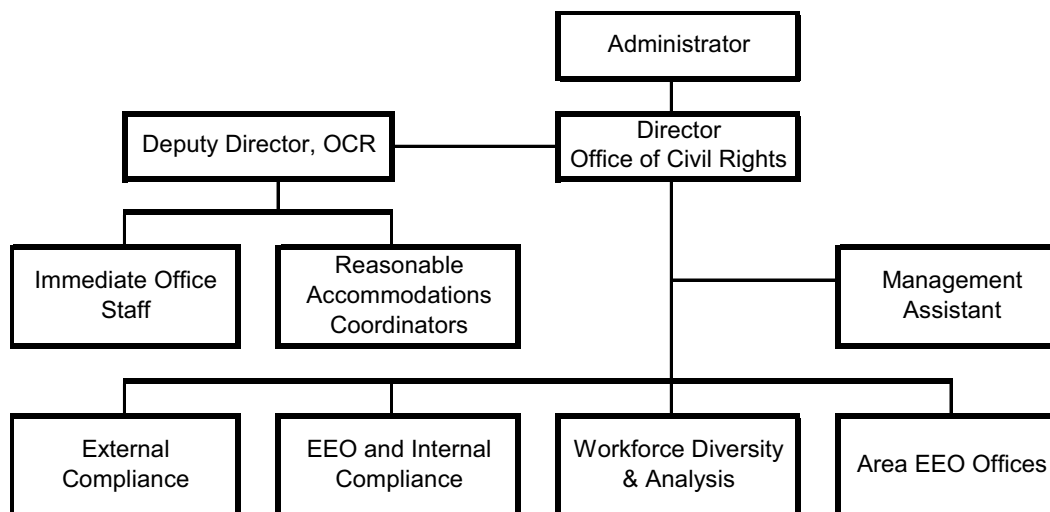 Administrator
Deputy Director, OCR
Director
Office of Civil Rights
Immediate Office
Staff
Reasonable
Accommodations
Coordinators
Management
Assistant
External
Compliance
EEO and Internal
Compliance
Workforce Diversity
& Analysis
Area EEO Offices